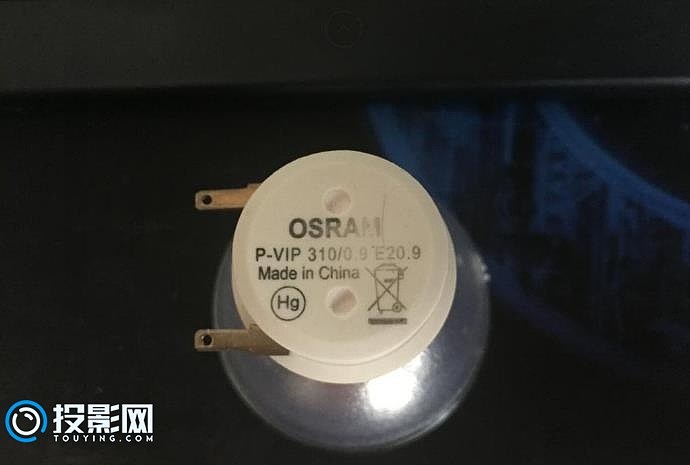 OSRAM
P-VIP 310/0.9 E20.9
Made in China
Hg
投影网
TOUYING.COM